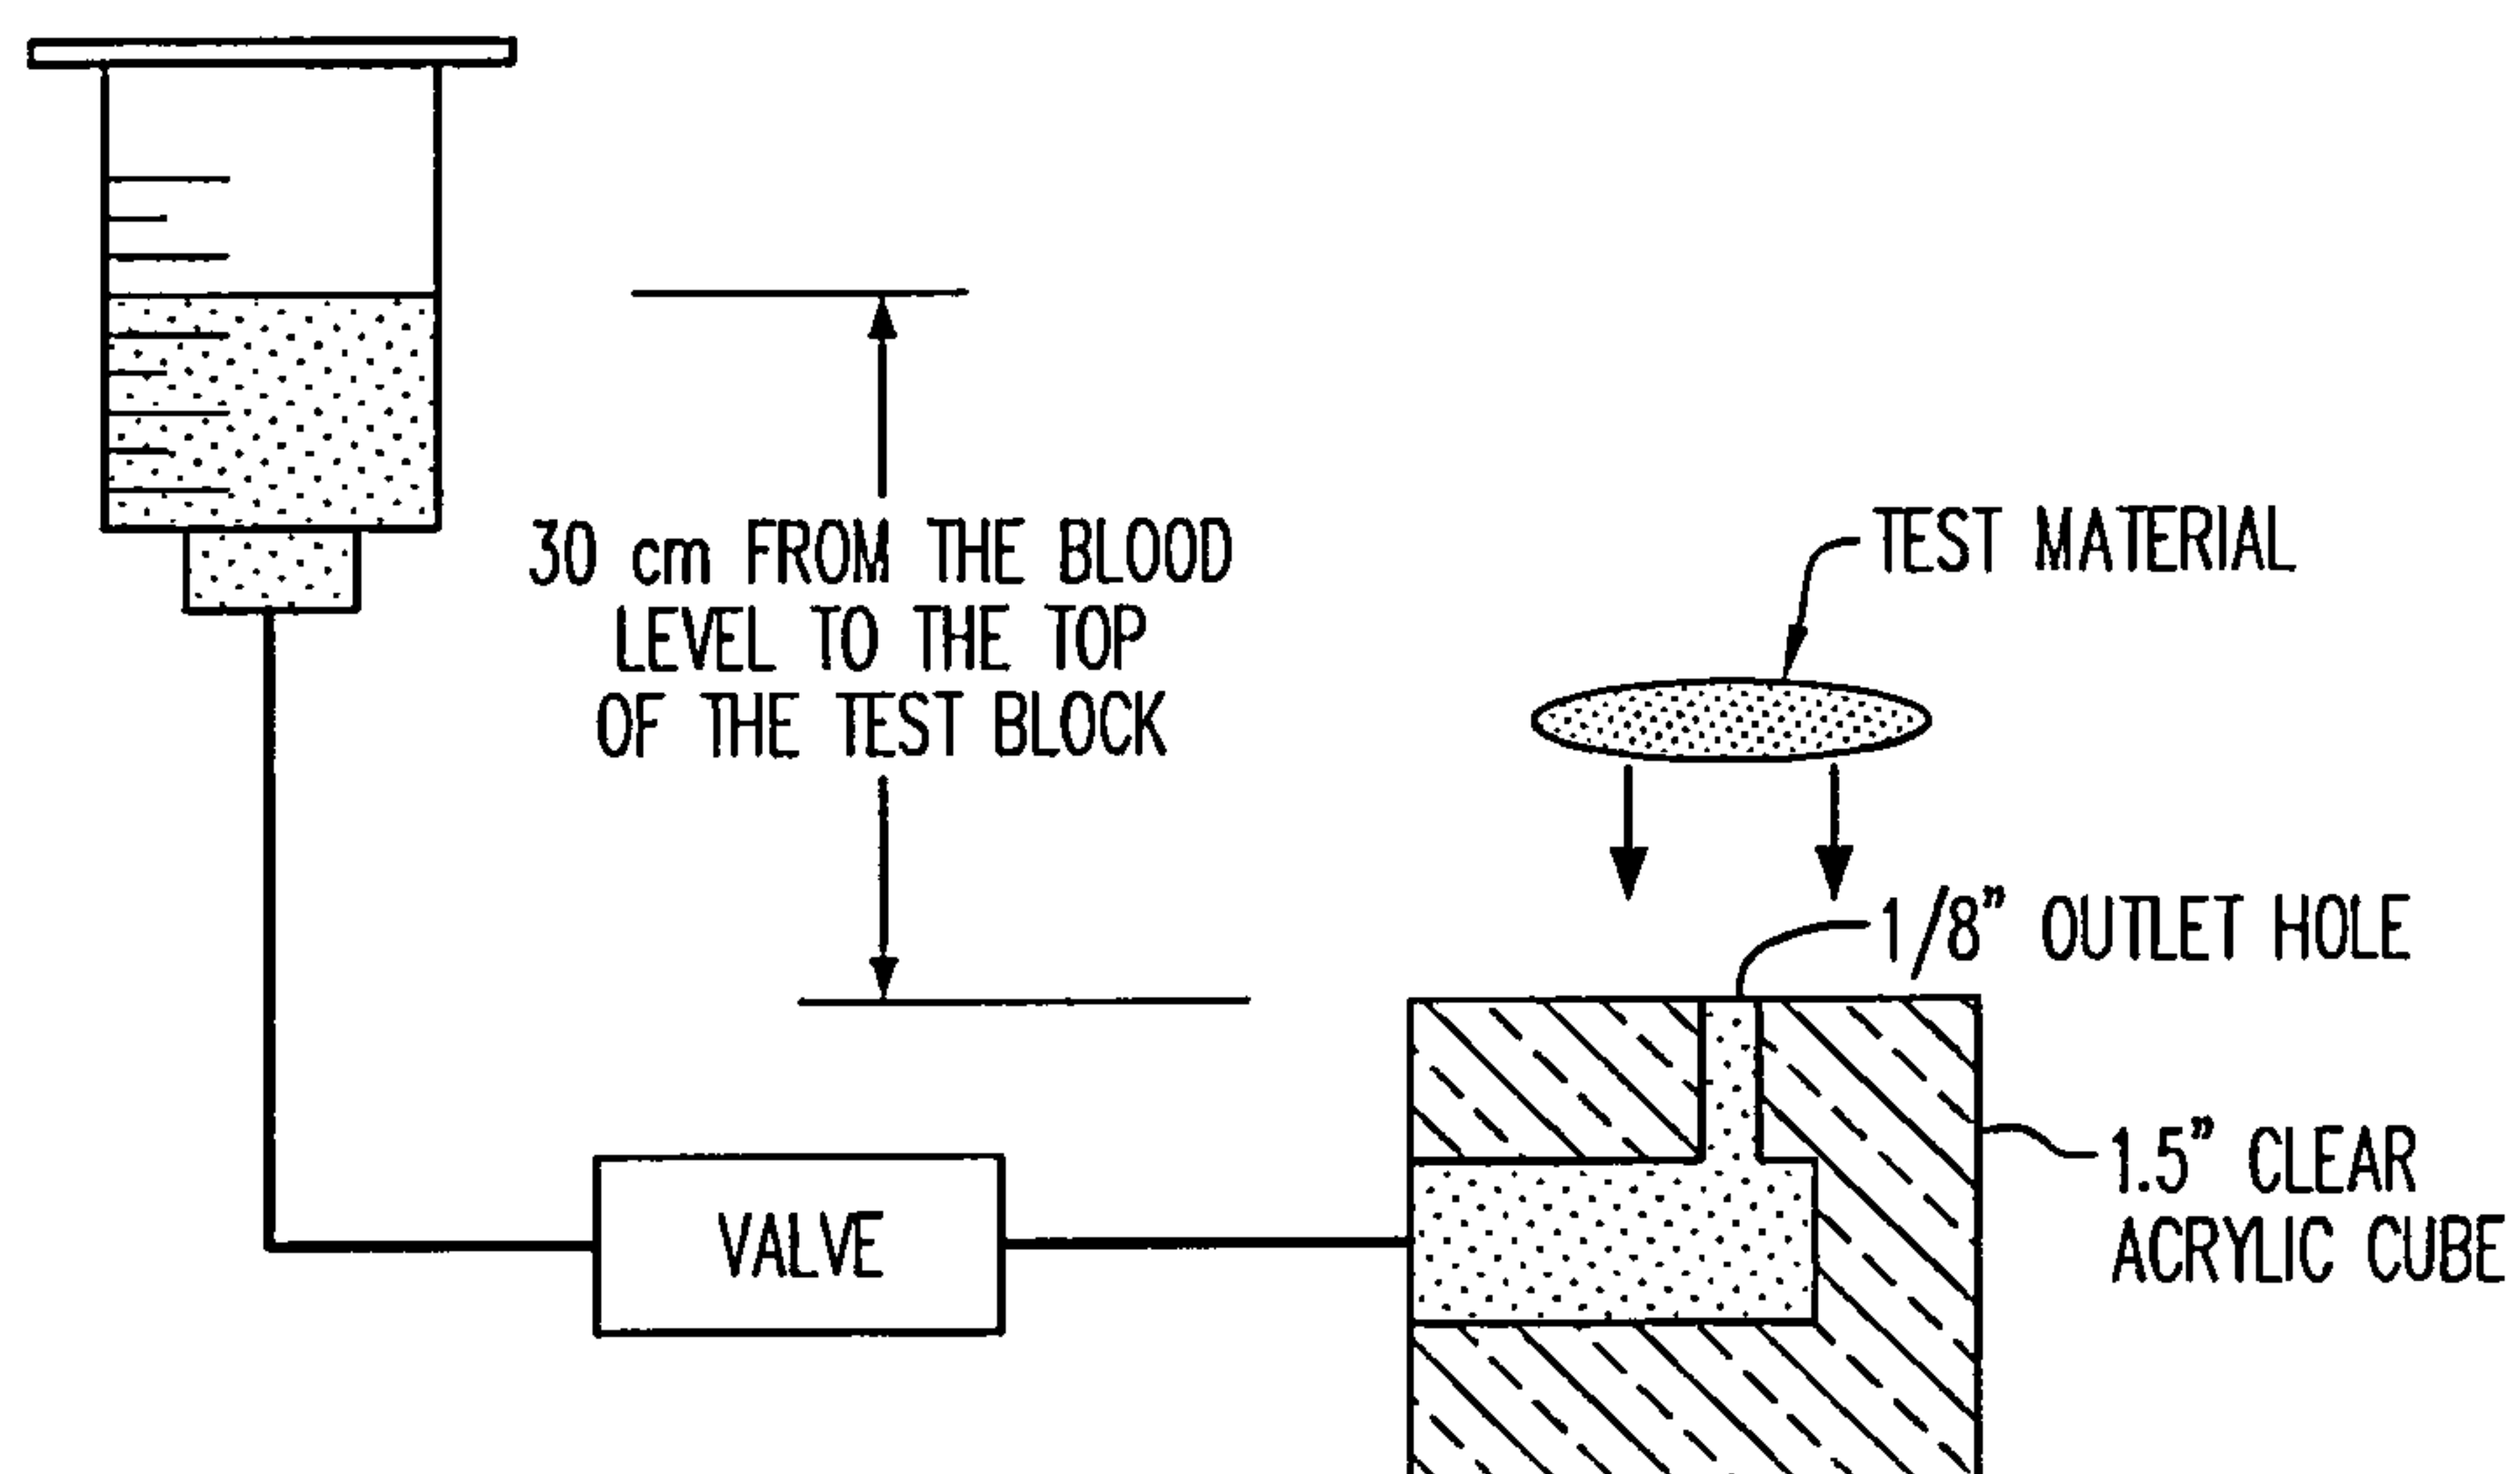 30 cm FROM THE BLOOD
LEVEL TO THE TOP
OF THE TEST BLOCK
TEST MATERIAL
1/8” OUTLET HOLE
1.5” CLEAR
ACRYLIC CUBE
VALVE